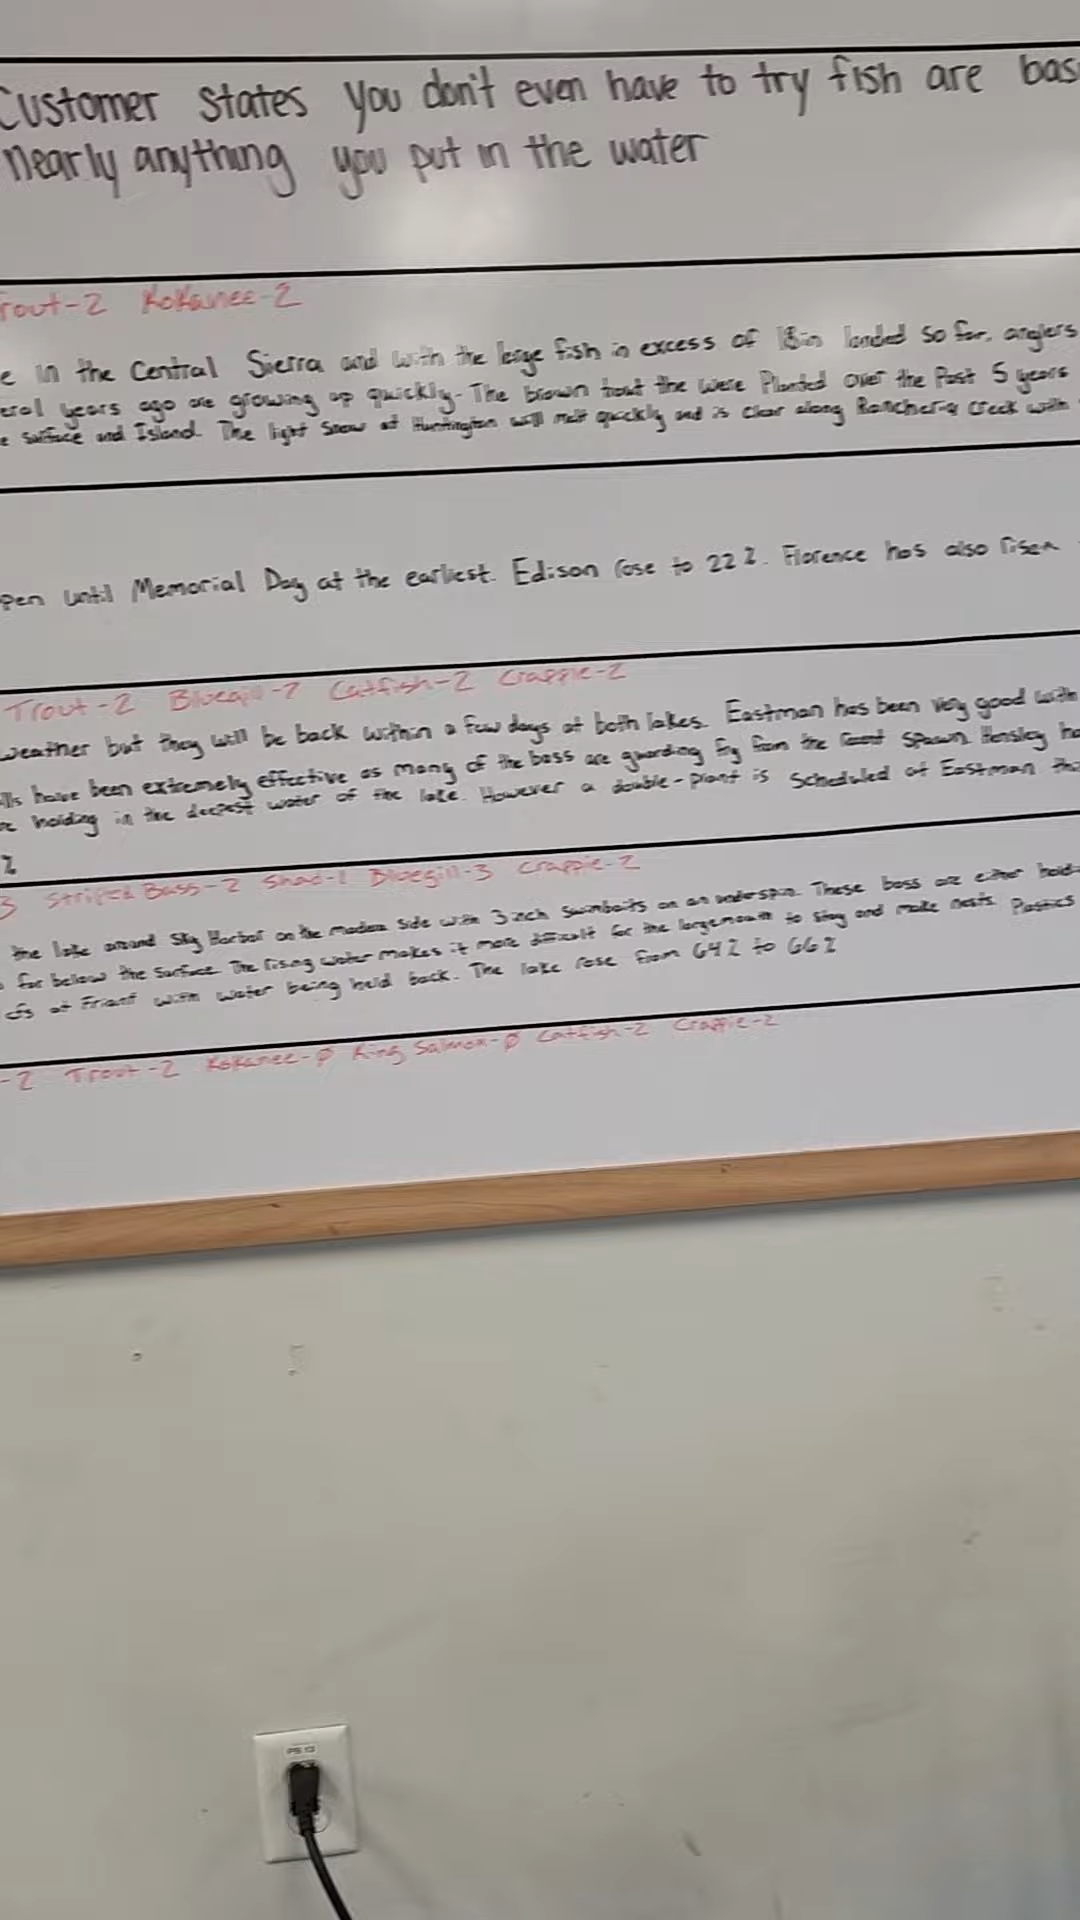 Customer states you don't even have to try fish are bas
nearly anything you put in the water
rout-2 Kokanee-2
e in the Central Sierra and with the large fish in excess of 18in landed so far, anglers
eral years ago are growing up quickly. The brown trout the were Planted over the Past 5 years
e surface and Island. The light snow at Huntington will melt quickly and is clear along Rancheria Creek with
pen until Memorial Day at the earliest. Edison rose to 22%. Florence has also risen
Trout-2 Bluegill-2 Catfish-2 Crappie-2
weather but they will be back within a few days at both lakes. Eastman has been very good with
lls have been extremely effective as many of the bass are guarding fry from the spawn. Hensley ha
re holding in the deepest water of the lake. However a double-plant is scheduled at Eastman th
%
3 Striped Bass-2 Shad-1 Bluegill-3 Crappie-2
the lake around Sky Harbor on the madera side with 3 inch swimbaits on an underspin. These bass are either hold
far below the surface. The rising water makes it more difficult for the largemouth to stay and make nests. Pastics
cfs at Friant with water being held back. The lake rose from 64% to 66%
-2 Trout-2 Kokanee-Ø King Salmon-Ø Catfish-2 Crappie-2